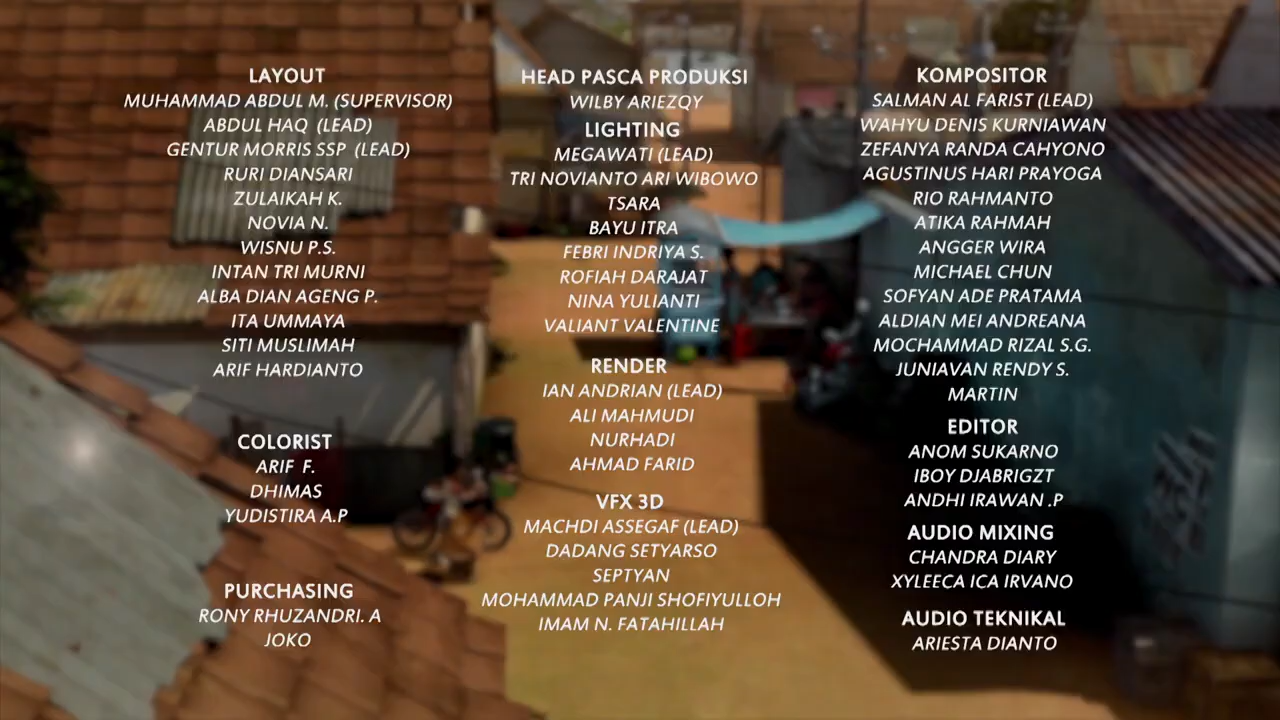 LAYOUT
MUHAMMAD ABDUL M. (SUPERVISOR)
ABDUL HAQ (LEAD)
GENTUR MORRIS SSP (LEAD)
RURI DIANSARI
ZULAIKAH K.
NOVIA N.
WISNU P.S.
INTAN TRI MURNI
ALBA DIAN AGENG P.
ITA UMMAYA
SITI MUSLIMAH
ARIF HARDIANTO
COLORIST
ARIF F.
DHIMAS
YUDISTIRA A.P
PURCHASING
RONY RHUZANDRI. A
JOKO
HEAD PASCA PRODUKSI
WILBY ARIEZQY
LIGHTING
MEGAWATI (LEAD)
TRI NOVIANTO ARI WIBOWO
TSARA
BAYU ITRA
FEBRI INDRIYA S.
ROFIAH DARAJAT
NINA YULIANTI
VALIANT VALENTINE
RENDER
IAN ANDRIAN (LEAD)
ALI MAHMUDI
NURHADI
AHMAD FARID
VFX 3D
MACHDI ASSEGAF (LEAD)
DADANG SETYARSO
SEPTYAN
MOHAMMAD PANJI SHOFIYULLOH
IMAM N. FATAHILLAH
KOMPOSITOR
SALMAN AL FARIST (LEAD)
WAHYU DENIS KURNIAWAN
ZEFANYA RANDA CAHYONO
AGUSTINUS HARI PRAYOGA
RIO RAHMANTO
ATIKA RAHMAH
ANGGER WIRA
MICHAEL CHUN
SOFYAN ADE PRATAMA
ALDIAN MEI ANDREANA
MOCHAMMAD RIZAL S.G.
JUNIAVAN RENDY S.
MARTIN
EDITOR
ANOM SUKARNO
IBOY DJABRIGZT
ANDHI IRAWAN .P
AUDIO MIXING
CHANDRA DIARY
XYLEECA ICA IRVANO
AUDIO TEKNIKAL
ARIESTA DIANTO